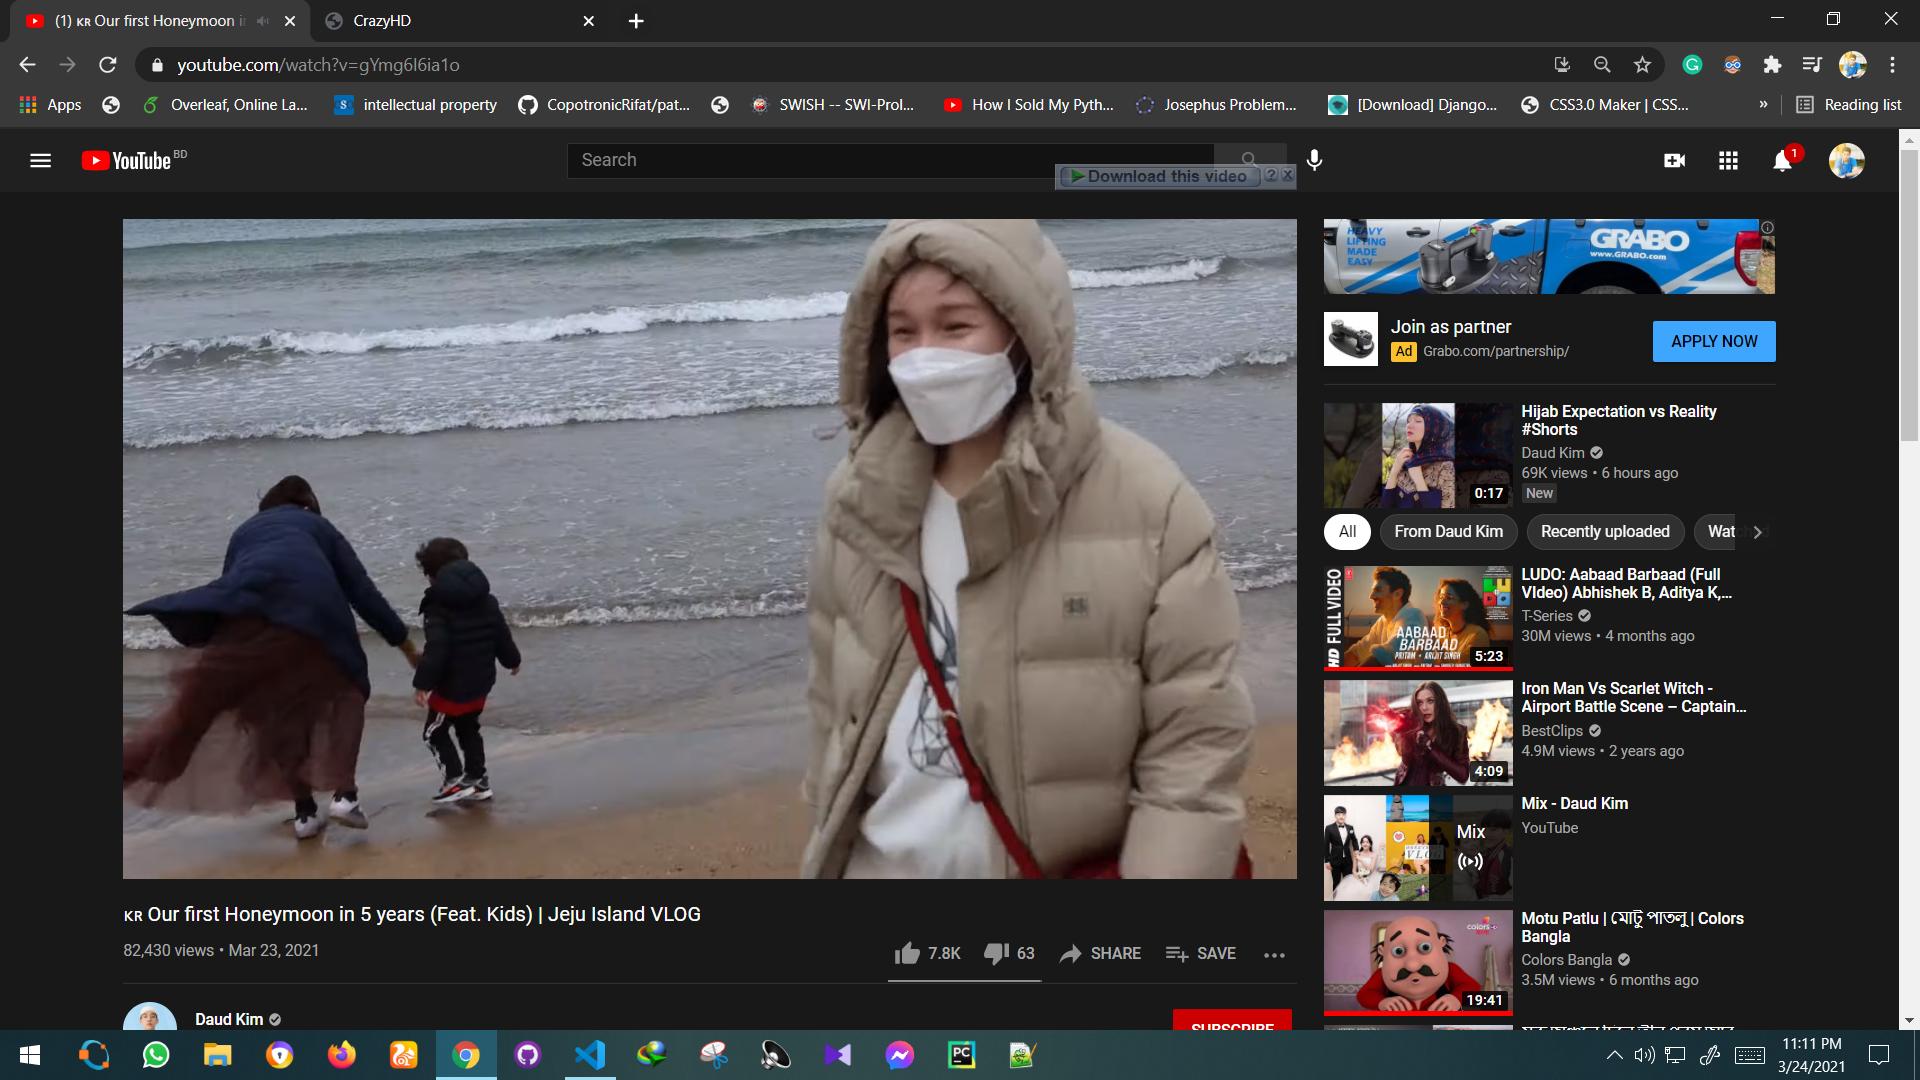 (1) KR Our first Honeymoon in
CrazyHD
youtube.com/watch?v=gYmg6I6ia1o
Apps
Overleaf, Online La...
intellectual property
CopotronicRifat/pat...
SWISH -- SWI-Prol...
How I Sold My Pyth...
Josephus Problem...
[Download] Django...
CSS3.0 Maker | CSS...
»
Reading list
YouTube BD
Search
Download this video
1
HEAVY
LIFTING
MADE
EASY
GRABO
www.GRABO.com
Join as partner
Ad Grabo.com/partnership/
APPLY NOW
Hijab Expectation vs Reality
#Shorts
Daud Kim
69K views • 6 hours ago
New
0:17
All
From Daud Kim
Recently uploaded
Watched
HD FULL VIDEO
AABAAD
BARBAAD
PRITAM • ARIJIT SINGH
5:23
LUDO: Aabaad Barbaad (Full
VIdeo) Abhishek B, Aditya K,...
T-Series
30M views • 4 months ago
4:09
Iron Man Vs Scarlet Witch -
Airport Battle Scene – Captain...
BestClips
4.9M views • 2 years ago
Mix
Mix - Daud Kim
YouTube
colors
19:41
Motu Patlu | মোটু পাতলু | Colors
Bangla
Colors Bangla
3.5M views • 6 months ago
KR Our first Honeymoon in 5 years (Feat. Kids) | Jeju Island VLOG
82,430 views • Mar 23, 2021
7.8K
63
SHARE
SAVE
Daud Kim
SUBSCRIBE
PC
11:11 PM
3/24/2021